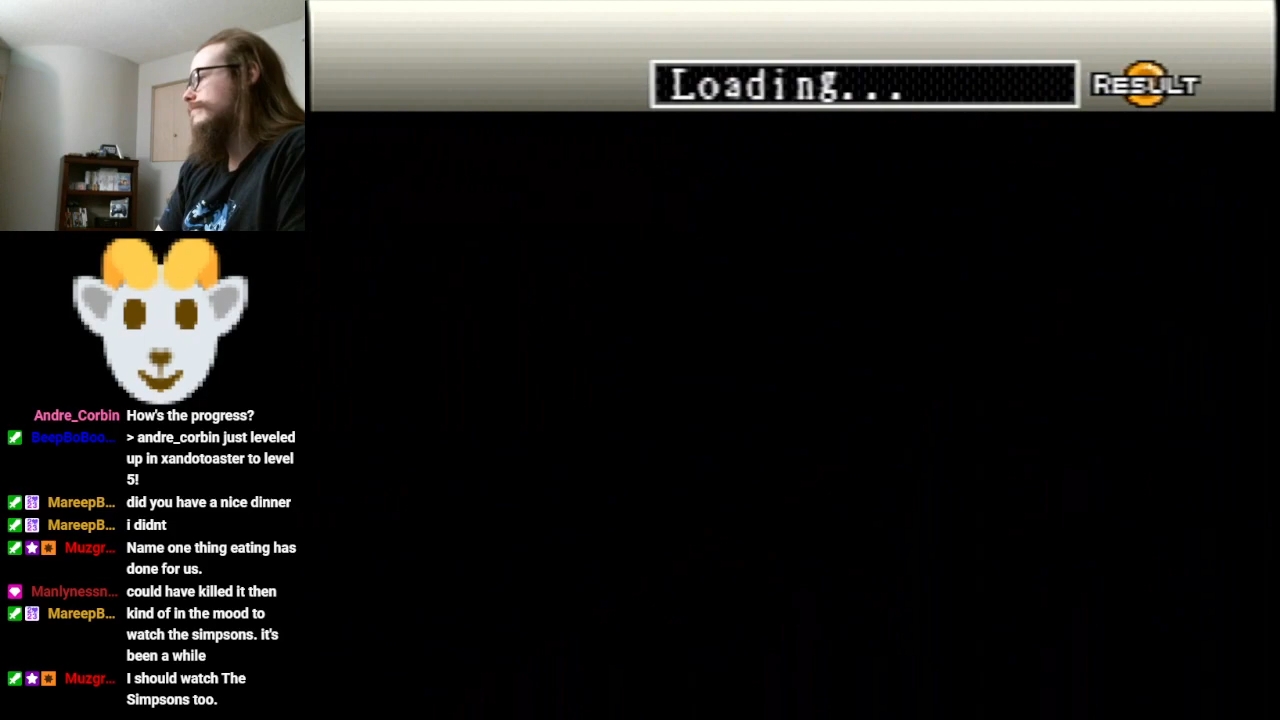 Loading...
RESULT
Andre_Corbin How's the progress?
BeepBoBoo... > andre_corbin just leveled
up in xandotoaster to level
5!
MareepB... did you have a nice dinner
MareepB... i didnt
Muzgr... Name one thing eating has
done for us.
Manlynessn... could have killed it then
MareepB... kind of in the mood to
watch the simpsons. it's
been a while
Muzgr... I should watch The
Simpsons too.